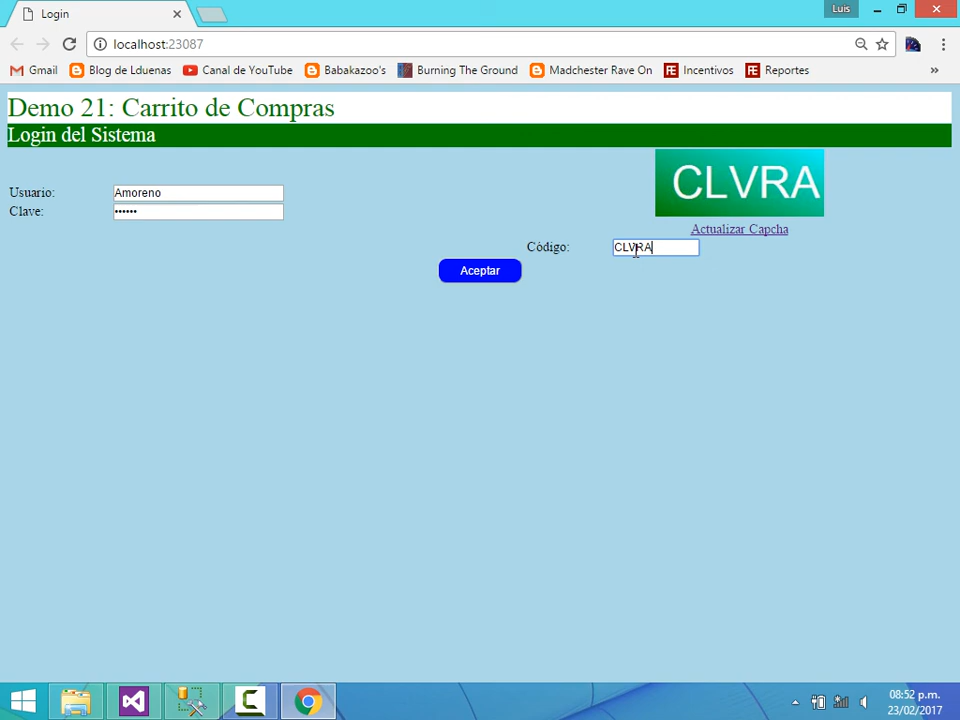 Login
Luis
localhost:23087
Gmail Blog de Lduenas Canal de YouTube Babakazoo's Burning The Ground Madchester Rave On FE Incentivos FE Reportes »
Demo 21: Carrito de Compras
Login del Sistema
CLVRA
Usuario: Amoreno
Clave: ••••••
Actualizar Capcha
Código: CLVRA
Aceptar
08:52 p.m.
23/02/2017